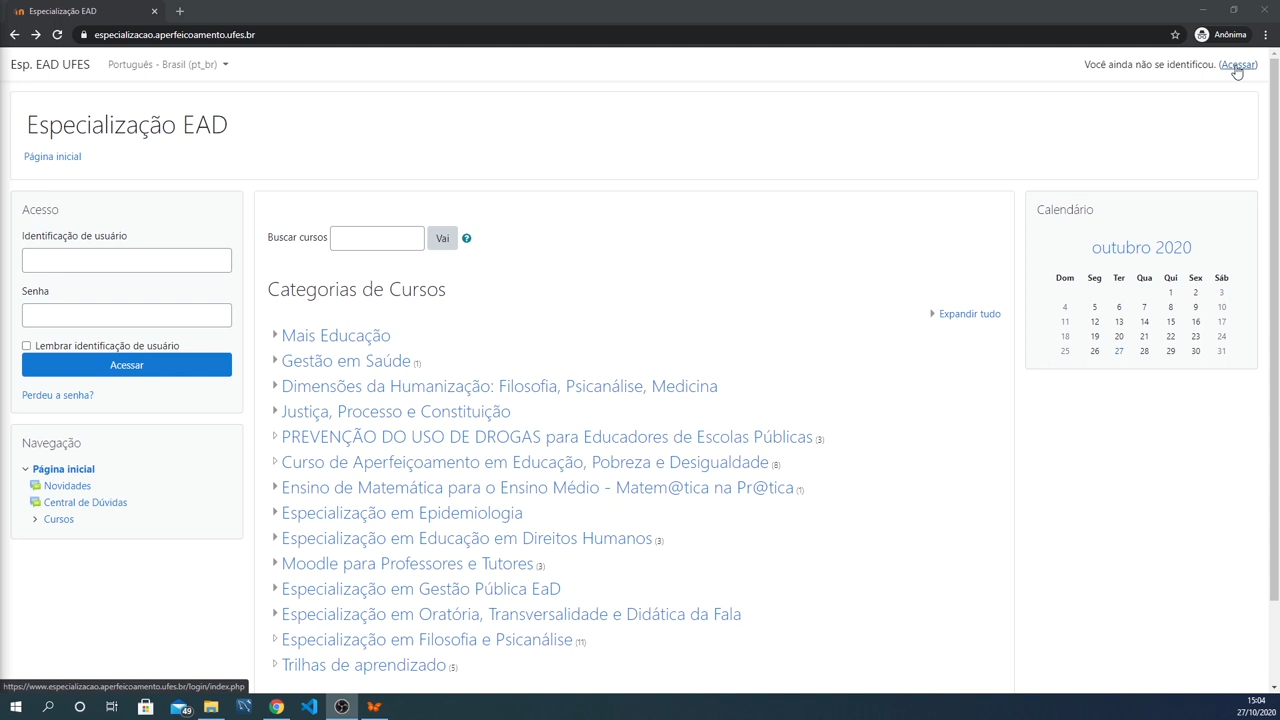 Especialização EAD
especializacao.aperfeicoamento.ufes.br
Anônima
Esp. EAD UFES
Português - Brasil (pt_br)
Você ainda não se identificou. (Acessar)
Especialização EAD
Página inicial
Acesso
Identificação de usuário
Senha
Lembrar identificação de usuário
Acessar
Perdeu a senha?
Navegação
Página inicial
Novidades
Central de Dúvidas
Cursos
Buscar cursos
Vai
Categorias de Cursos
Expandir tudo
Mais Educação
Gestão em Saúde (1)
Dimensões da Humanização: Filosofia, Psicanálise, Medicina
Justiça, Processo e Constituição
PREVENÇÃO DO USO DE DROGAS para Educadores de Escolas Públicas (3)
Curso de Aperfeiçoamento em Educação, Pobreza e Desigualdade (8)
Ensino de Matemática para o Ensino Médio - Matem@tica na Pr@tica (1)
Especialização em Epidemiologia
Especialização em Educação em Direitos Humanos (3)
Moodle para Professores e Tutores (3)
Especialização em Gestão Pública EaD
Especialização em Oratória, Transversalidade e Didática da Fala
Especialização em Filosofia e Psicanálise (11)
Trilhas de aprendizado (5)
Calendário
outubro 2020
Dom Seg Ter Qua Qui Sex Sáb
1 2 3
4 5 6 7 8 9 10
11 12 13 14 15 16 17
18 19 20 21 22 23 24
25 26 27 28 29 30 31
https://www.especializacao.aperfeicoamento.ufes.br/login/index.php
49
15:04
27/10/2020